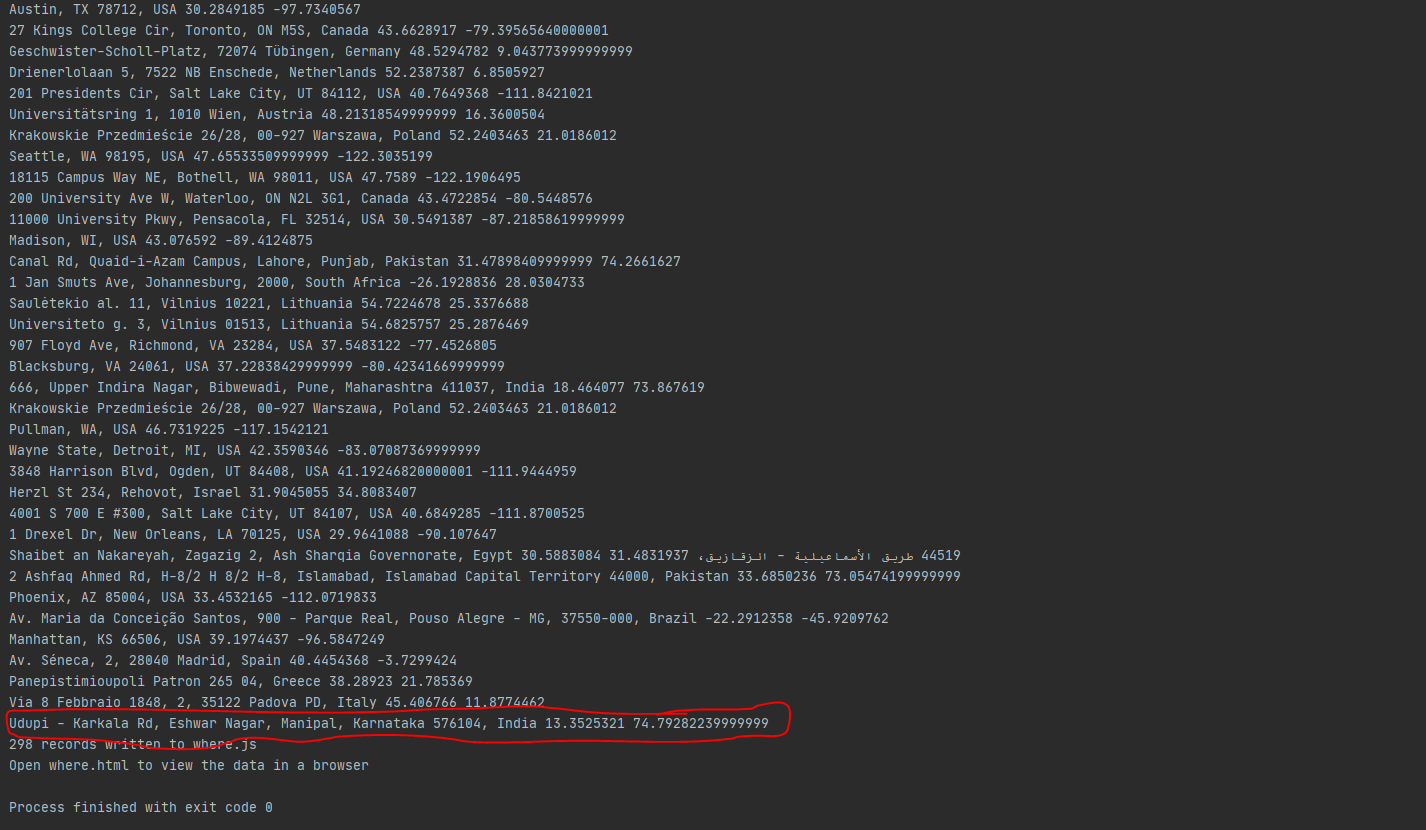 Austin, TX 78712, USA 30.2849185 -97.7340567
27 Kings College Cir, Toronto, ON M5S, Canada 43.6628917 -79.39565640000001
Geschwister-Scholl-Platz, 72074 Tübingen, Germany 48.5294782 9.043773999999999
Drienerlolaan 5, 7522 NB Enschede, Netherlands 52.2387387 6.8505927
201 Presidents Cir, Salt Lake City, UT 84112, USA 40.7649368 -111.8421021
Universitätsring 1, 1010 Wien, Austria 48.21318549999999 16.3600504
Krakowskie Przedmieście 26/28, 00-927 Warszawa, Poland 52.2403463 21.0186012
Seattle, WA 98195, USA 47.65533509999999 -122.3035199
18115 Campus Way NE, Bothell, WA 98011, USA 47.7589 -122.1906495
200 University Ave W, Waterloo, ON N2L 3G1, Canada 43.4722854 -80.5448576
11000 University Pkwy, Pensacola, FL 32514, USA 30.5491387 -87.21858619999999
Madison, WI, USA 43.076592 -89.4124875
Canal Rd, Quaid-i-Azam Campus, Lahore, Punjab, Pakistan 31.47898409999999 74.2661627
1 Jan Smuts Ave, Johannesburg, 2000, South Africa -26.1928836 28.0304733
Saulėtekio al. 11, Vilnius 10221, Lithuania 54.7224678 25.3376688
Universiteto g. 3, Vilnius 01513, Lithuania 54.6825757 25.2876469
907 Floyd Ave, Richmond, VA 23284, USA 37.5483122 -77.4526805
Blacksburg, VA 24061, USA 37.22838429999999 -80.42341669999999
666, Upper Indira Nagar, Bibwewadi, Pune, Maharashtra 411037, India 18.464077 73.867619
Krakowskie Przedmieście 26/28, 00-927 Warszawa, Poland 52.2403463 21.0186012
Pullman, WA, USA 46.7319225 -117.1542121
Wayne State, Detroit, MI, USA 42.3590346 -83.07087369999999
3848 Harrison Blvd, Ogden, UT 84408, USA 41.19246820000001 -111.9444959
Herzl St 234, Rehovot, Israel 31.9045055 34.8083407
4001 S 700 E #300, Salt Lake City, UT 84107, USA 40.6849285 -111.8700525
1 Drexel Dr, New Orleans, LA 70125, USA 29.9641088 -90.107647
Shaibet an Nakareyah, Zagazig 2, Ash Sharqia Governorate, Egypt 30.5883084 31.4831937 طريق الأسماعيلية - الزقازيق، 44519
2 Ashfaq Ahmed Rd, H-8/2 H 8/2 H-8, Islamabad, Islamabad Capital Territory 44000, Pakistan 33.6850236 73.05474199999999
Phoenix, AZ 85004, USA 33.4532165 -112.0719833
Av. Maria da Conceição Santos, 900 - Parque Real, Pouso Alegre - MG, 37550-000, Brazil -22.2912358 -45.9209762
Manhattan, KS 66506, USA 39.1974437 -96.5847249
Av. Séneca, 2, 28040 Madrid, Spain 40.4454368 -3.7299424
Panepistimioupoli Patron 265 04, Greece 38.28923 21.785369
Via 8 Febbraio 1848, 2, 35122 Padova PD, Italy 45.406766 11.8774462
Udupi - Karkala Rd, Eshwar Nagar, Manipal, Karnataka 576104, India 13.3525321 74.79282239999999
298 records written to where.js
Open where.html to view the data in a browser
Process finished with exit code 0